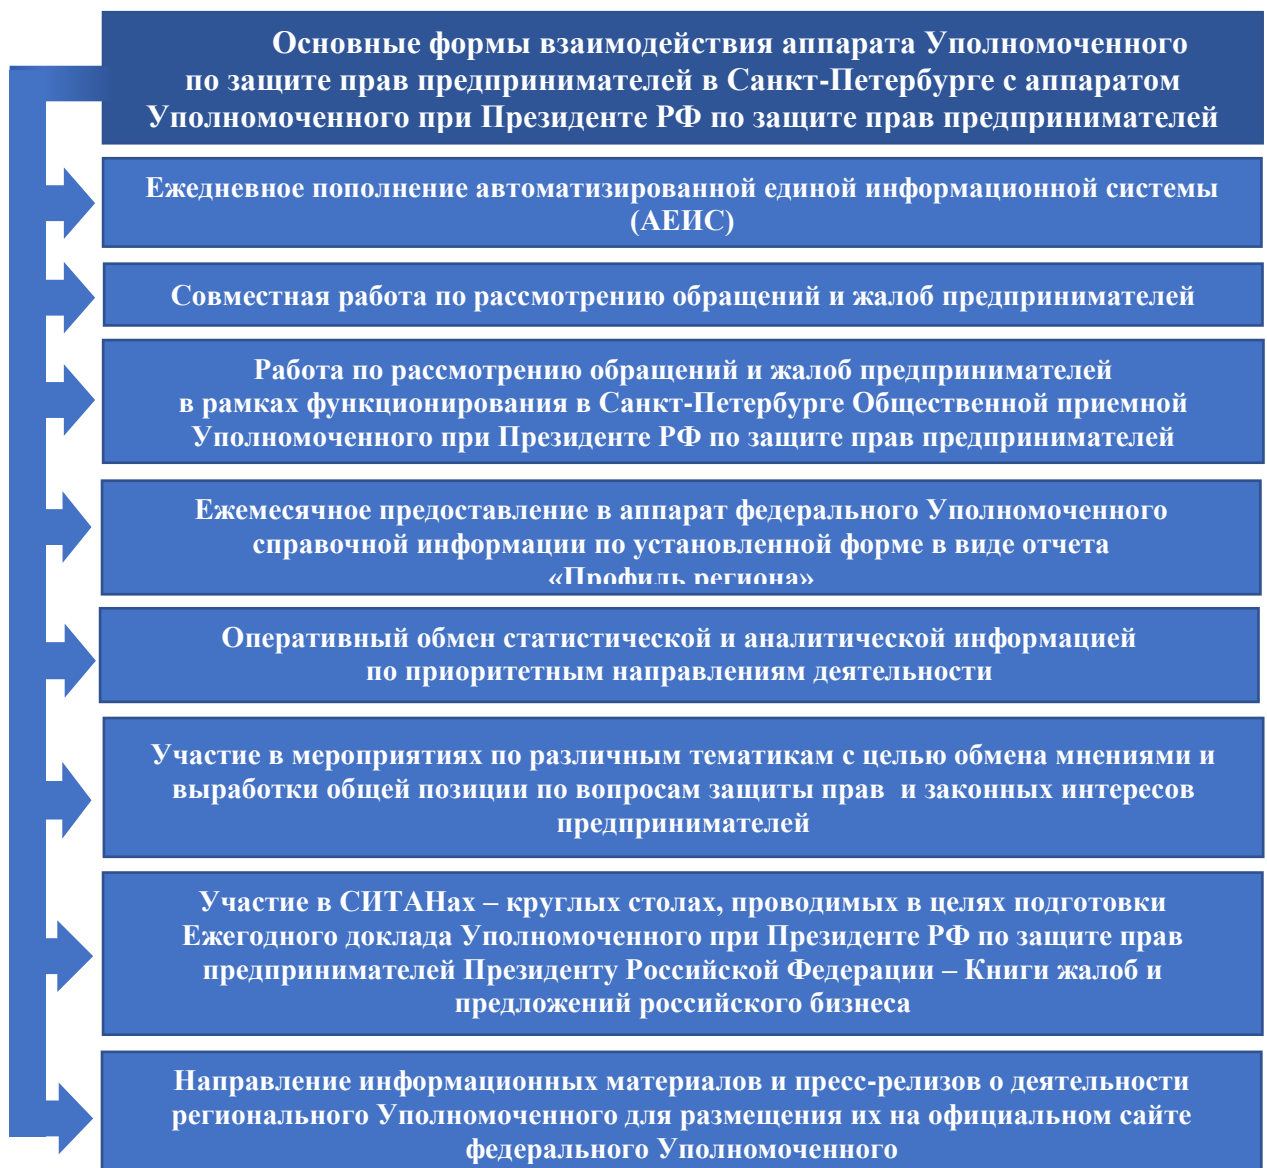 Основные формы взаимодействия аппарата Уполномоченного
по защите прав предпринимателей в Санкт-Петербурге с аппаратом
Уполномоченного при Президенте РФ по защите прав предпринимателей
Ежедневное пополнение автоматизированной единой информационной системы
(АЕИС)
Совместная работа по рассмотрению обращений и жалоб предпринимателей
Работа по рассмотрению обращений и жалоб предпринимателей
в рамках функционирования в Санкт-Петербурге Общественной приемной
Уполномоченного при Президенте РФ по защите прав предпринимателей
Ежемесячное предоставление в аппарат федерального Уполномоченного
справочной информации по установленной форме в виде отчета
«Профиль региона»
Оперативный обмен статистической и аналитической информацией
по приоритетным направлениям деятельности
Участие в мероприятиях по различным тематикам с целью обмена мнениями и
выработки общей позиции по вопросам защиты прав и законных интересов
предпринимателей
Участие в СИТАНах – круглых столах, проводимых в целях подготовки
Ежегодного доклада Уполномоченного при Президенте РФ по защите прав
предпринимателей Президенту Российской Федерации – Книги жалоб и
предложений российского бизнеса
Направление информационных материалов и пресс-релизов о деятельности
регионального Уполномоченного для размещения их на официальном сайте
федерального Уполномоченного